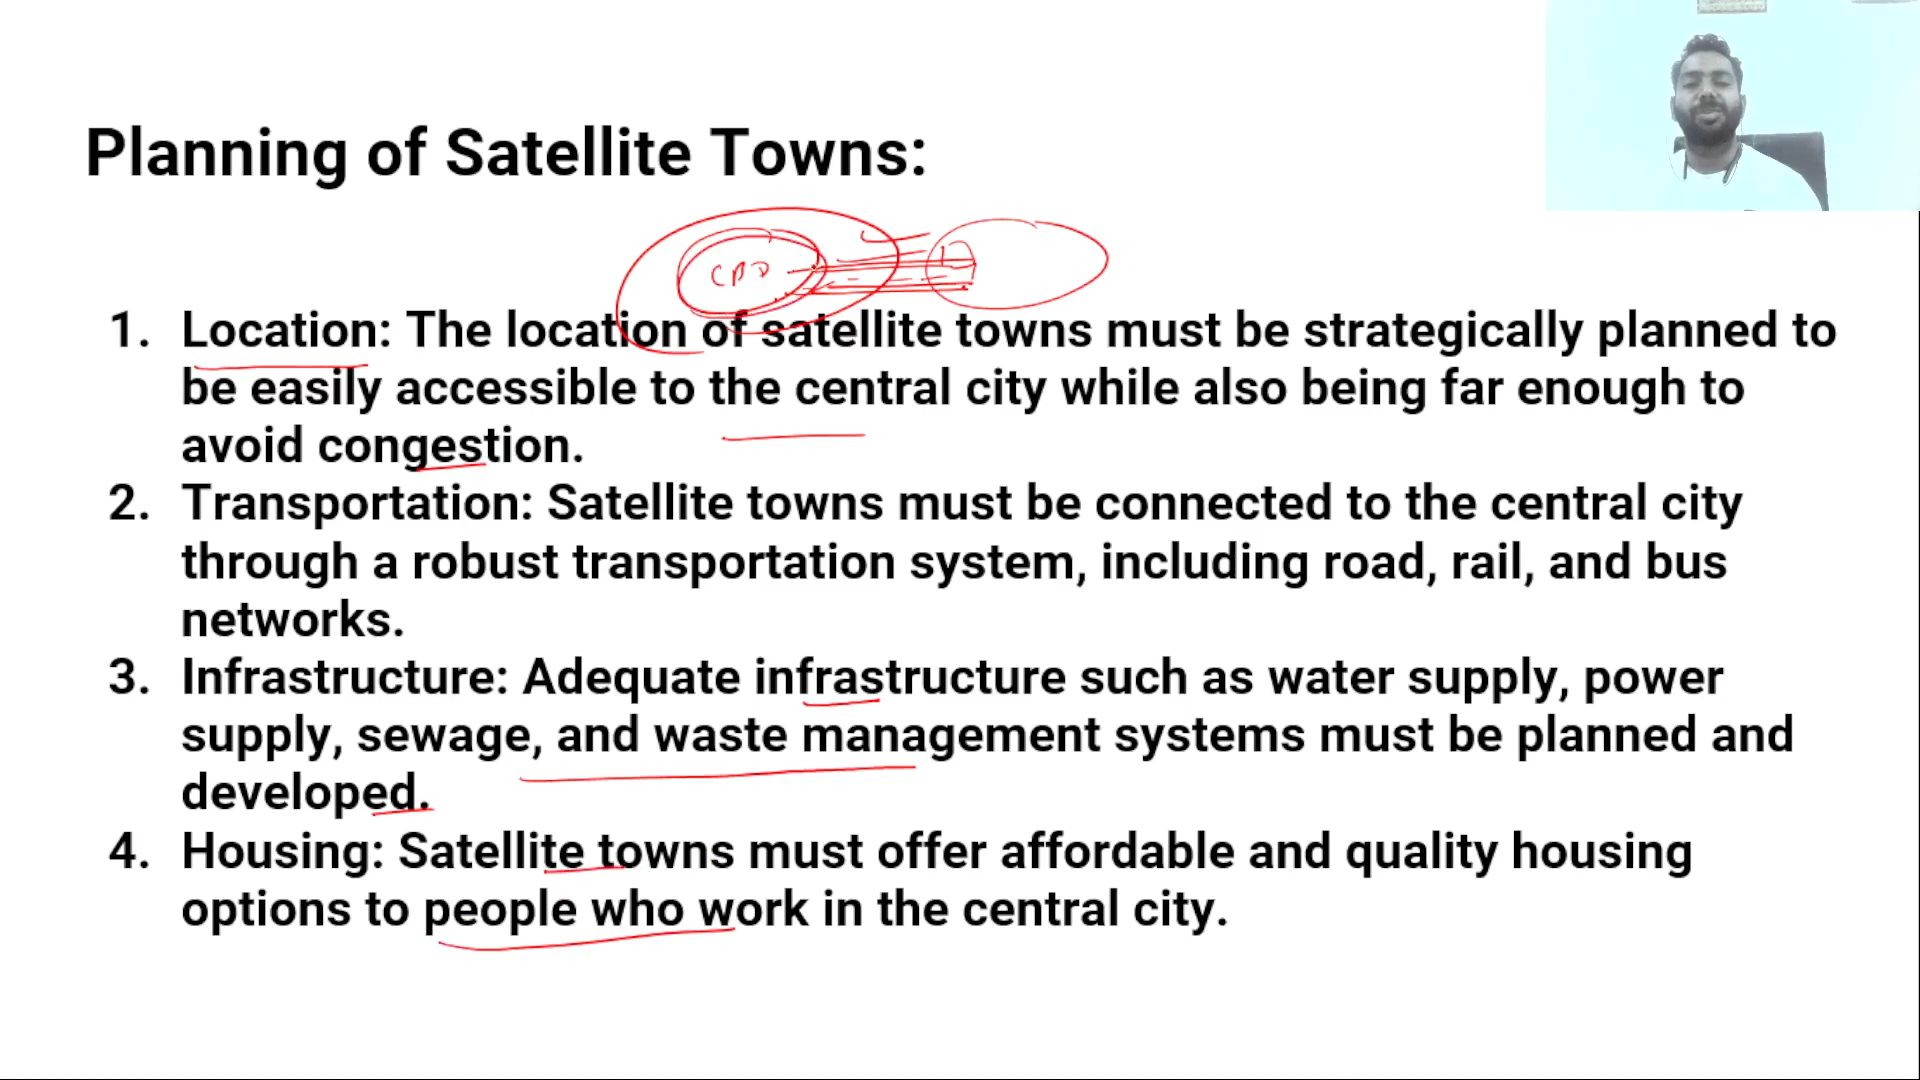 Planning of Satellite Towns:
CBD
1. Location: The location of satellite towns must be strategically planned to
be easily accessible to the central city while also being far enough to
avoid congestion.
2. Transportation: Satellite towns must be connected to the central city
through a robust transportation system, including road, rail, and bus
networks.
3. Infrastructure: Adequate infrastructure such as water supply, power
supply, sewage, and waste management systems must be planned and
developed.
4. Housing: Satellite towns must offer affordable and quality housing
options to people who work in the central city.